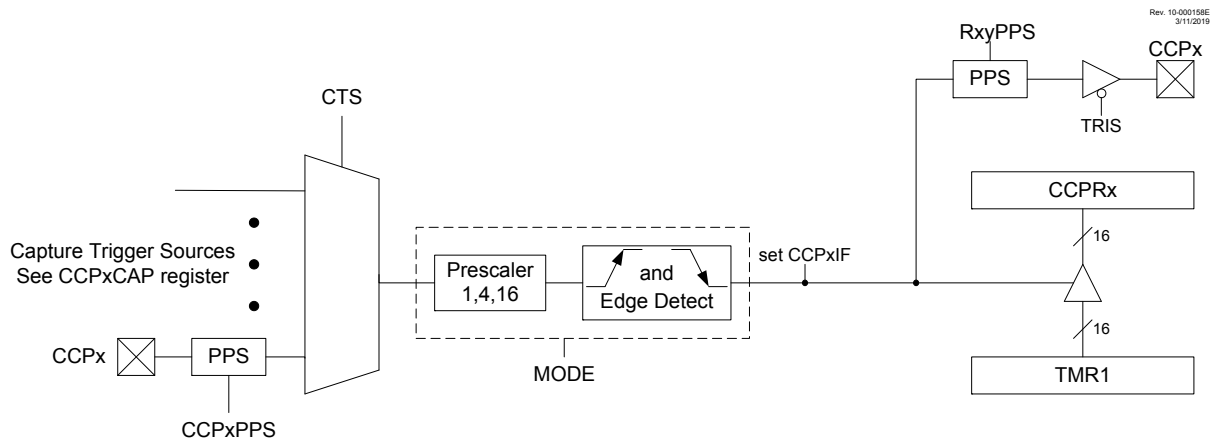 Rev. 10-000158E
3/11/2019
RxyPPS
CCPx
PPS
TRIS
CTS
CCPRx
16
Capture Trigger Sources
See CCPxCAP register
Prescaler
1,4,16
and
Edge Detect
set CCPxIF
16
CCPx
PPS
MODE
TMR1
CCPxPPS